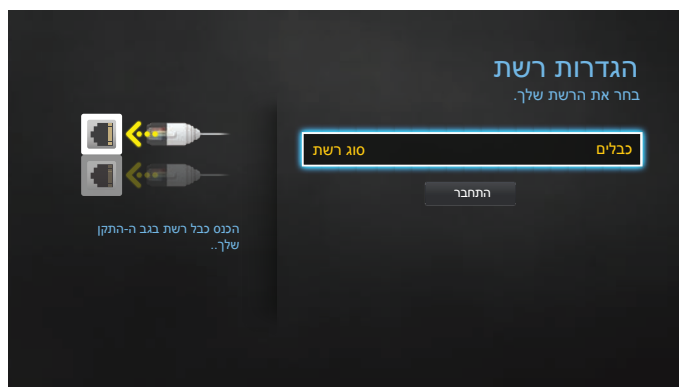 הגדרות רשת
בחר את הרשת שלך.
סוג רשת
כבלים
התחבר
הכנס כבל רשת בגב ה-התקן
שלך..